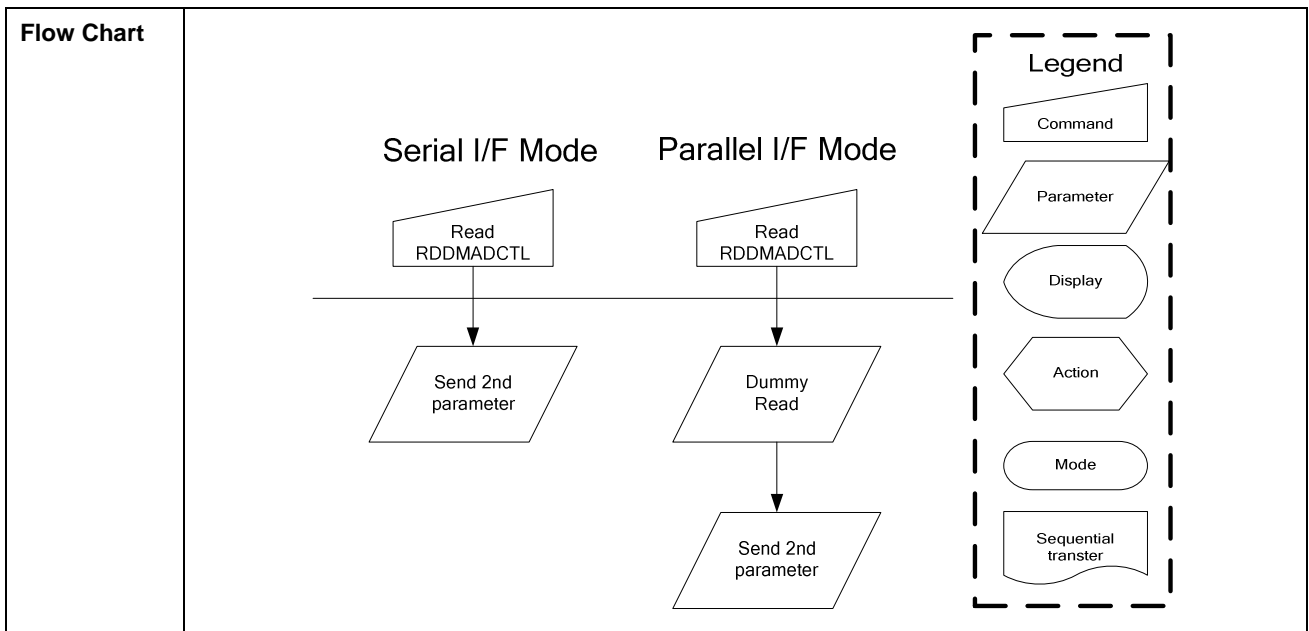 Flow Chart
Serial I/F Mode
Read
RDDMADCTL
Send 2nd
parameter
Parallel I/F Mode
Read
RDDMADCTL
Dummy
Read
Send 2nd
parameter
Legend
Command
Parameter
Display
Action
Mode
Sequential
transter